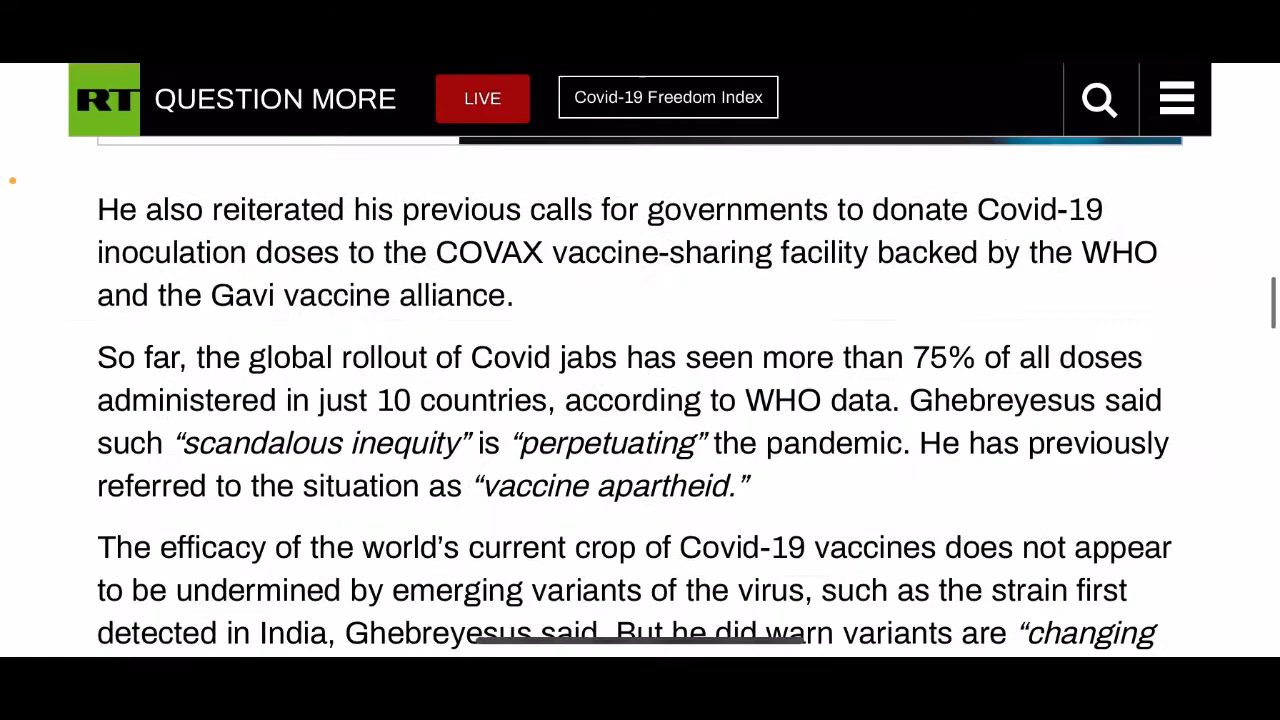 RT QUESTION MORE LIVE Covid-19 Freedom Index
He also reiterated his previous calls for governments to donate Covid-19
inoculation doses to the COVAX vaccine-sharing facility backed by the WHO
and the Gavi vaccine alliance.
So far, the global rollout of Covid jabs has seen more than 75% of all doses
administered in just 10 countries, according to WHO data. Ghebreyesus said
such “scandalous inequity” is “perpetuating” the pandemic. He has previously
referred to the situation as “vaccine apartheid.”
The efficacy of the world’s current crop of Covid-19 vaccines does not appear
to be undermined by emerging variants of the virus, such as the strain first
detected in India, Ghebreyesus said. But he did warn variants are “changing